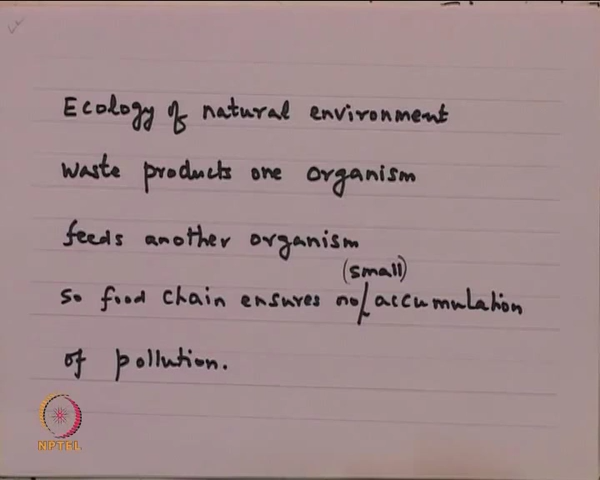 Ecology of natural environment
waste products one organism
feeds another organism
(small)
so food chain ensures no/accumulation
of pollution.
NPTEL